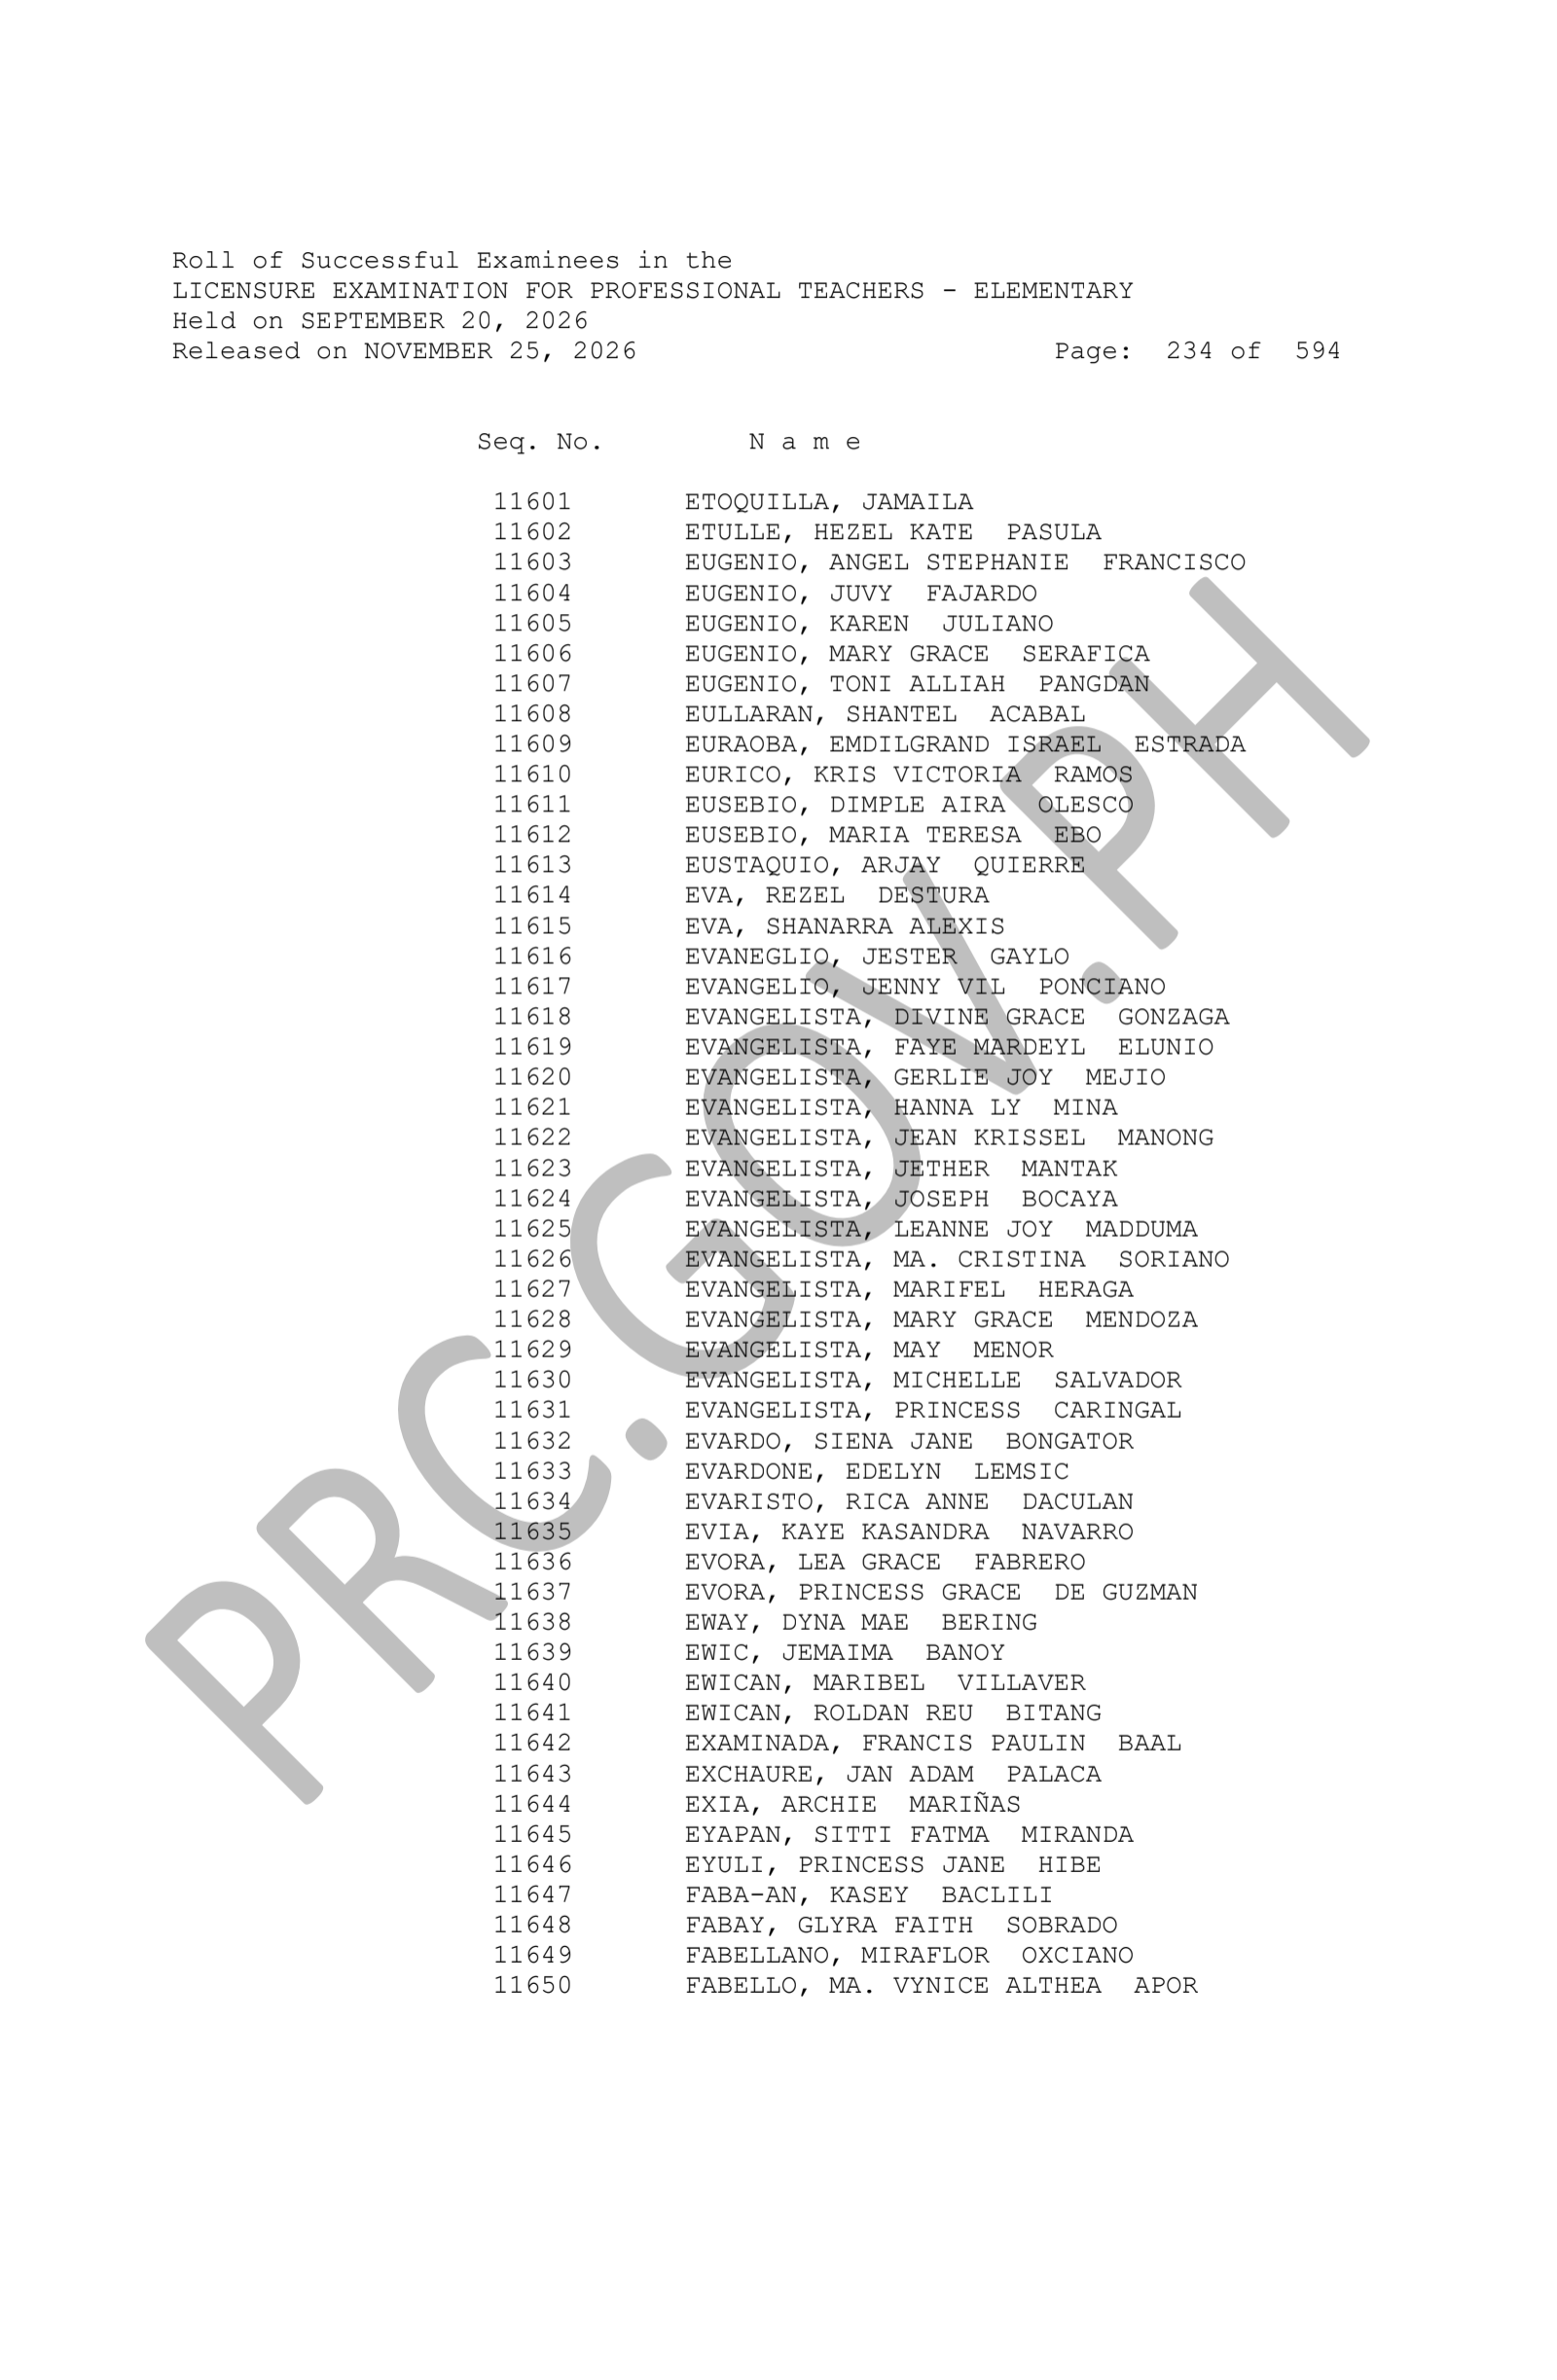 Roll of Successful Examinees in the
LICENSURE EXAMINATION FOR PROFESSIONAL TEACHERS - ELEMENTARY
Held on SEPTEMBER 20, 2026
Released on NOVEMBER 25, 2026 Page: 234 of 594
Seq. No. N a m e
11601 ETOQUILLA, JAMAILA
11602 ETULLE, HEZEL KATE PASULA
11603 EUGENIO, ANGEL STEPHANIE FRANCISCO
11604 EUGENIO, JUVY FAJARDO
11605 EUGENIO, KAREN JULIANO
11606 EUGENIO, MARY GRACE SERAFICA
11607 EUGENIO, TONI ALLIAH PANGDAN
11608 EULLARAN, SHANTEL ACABAL
11609 EURAOBA, EMDILGRAND ISRAEL ESTRADA
11610 EURICO, KRIS VICTORIA RAMOS
11611 EUSEBIO, DIMPLE AIRA OLESCO
11612 EUSEBIO, MARIA TERESA EBO
11613 EUSTAQUIO, ARJAY QUIERRE
11614 EVA, REZEL DESTURA
11615 EVA, SHANARRA ALEXIS
11616 EVANEGLIO, JESTER GAYLO
11617 EVANGELIO, JENNY VIL PONCIANO
11618 EVANGELISTA, DIVINE GRACE GONZAGA
11619 EVANGELISTA, FAYE MARDEYL ELUNIO
11620 EVANGELISTA, GERLIE JOY MEJIO
11621 EVANGELISTA, HANNA LY MINA
11622 EVANGELISTA, JEAN KRISSEL MANONG
11623 EVANGELISTA, JETHER MANTAK
11624 EVANGELISTA, JOSEPH BOCAYA
11625 EVANGELISTA, LEANNE JOY MADDUMA
11626 EVANGELISTA, MA. CRISTINA SORIANO
11627 EVANGELISTA, MARIFEL HERAGA
11628 EVANGELISTA, MARY GRACE MENDOZA
11629 EVANGELISTA, MAY MENOR
11630 EVANGELISTA, MICHELLE SALVADOR
11631 EVANGELISTA, PRINCESS CARINGAL
11632 EVARDO, SIENA JANE BONGATOR
11633 EVARDONE, EDELYN LEMSIC
11634 EVARISTO, RICA ANNE DACULAN
11635 EVIA, KAYE KASANDRA NAVARRO
11636 EVORA, LEA GRACE FABRERO
11637 EVORA, PRINCESS GRACE DE GUZMAN
11638 EWAY, DYNA MAE BERING
11639 EWIC, JEMAIMA BANOY
11640 EWICAN, MARIBEL VILLAVER
11641 EWICAN, ROLDAN REU BITANG
11642 EXAMINADA, FRANCIS PAULIN BAAL
11643 EXCHAURE, JAN ADAM PALACA
11644 EXIA, ARCHIE MARIÑAS
11645 EYAPAN, SITTI FATMA MIRANDA
11646 EYULI, PRINCESS JANE HIBE
11647 FABA-AN, KASEY BACLILI
11648 FABAY, GLYRA FAITH SOBRADO
11649 FABELLANO, MIRAFLOR OXCIANO
11650 FABELLO, MA. VYNICE ALTHEA APOR
PRC.GOV.PH